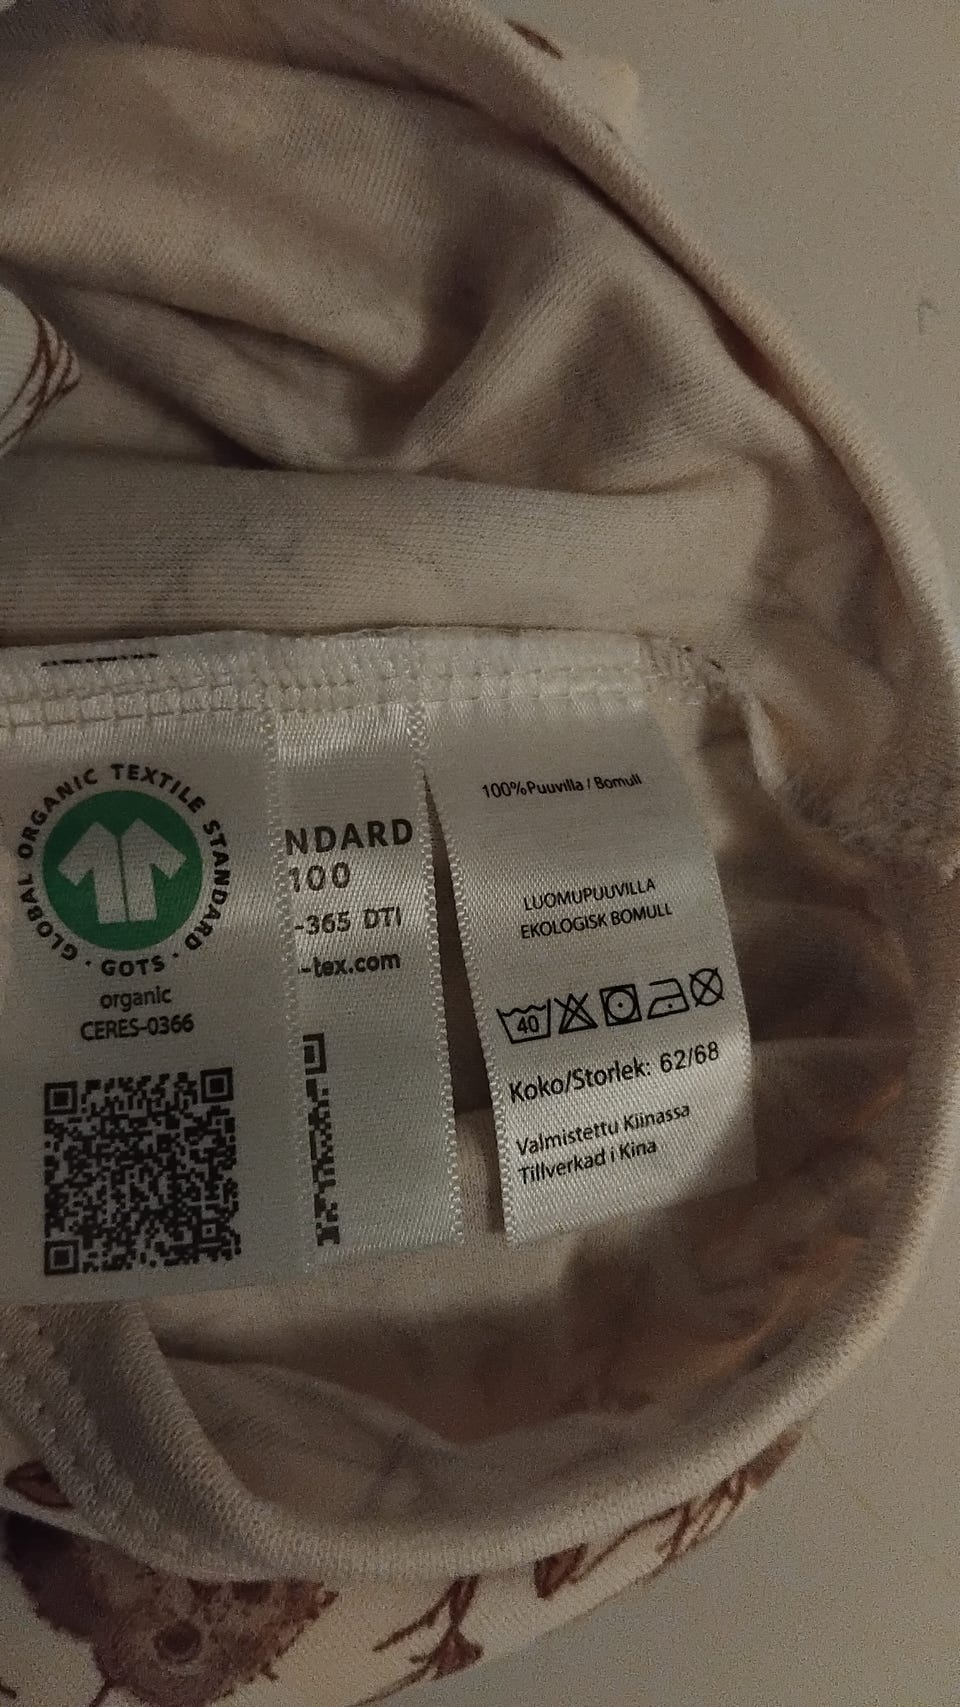 GLOBAL ORGANIC TEXTILE STANDARD · GOTS ·
organic
CERES-0366
NDARD
100
-365 DTI
-tex.com
100%Puuvilla / Bomull
LUOMUPUUVILLA
EKOLOGISK BOMULL
40
Koko/Storlek: 62/68
Valmistettu Kiinassa
Tillverkad i Kina